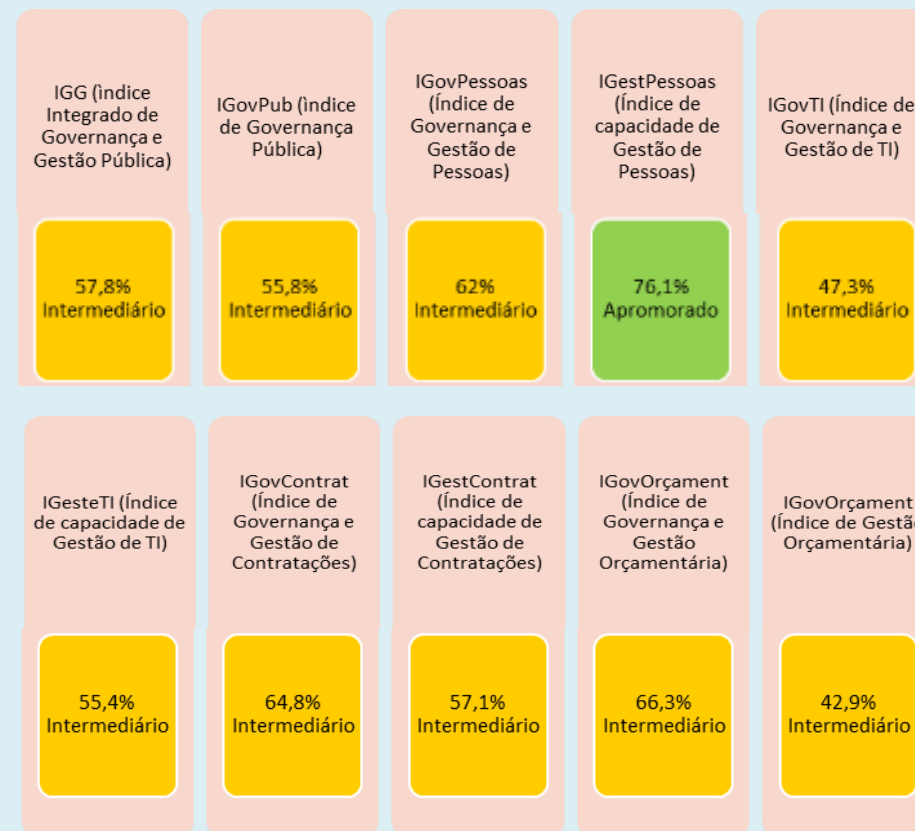 IGG (ìndice
Integrado de
Governança e
Gestão Pública)
57,8%
Intermediário
IGovPub (ìndice
de Governança
Pública)
55,8%
Intermediário
IGovPessoas
(Índice de
Governança e
Gestão de
Pessoas)
62%
Intermediário
IGestPessoas
(Índice de
capacidade de
Gestão de
Pessoas)
76,1%
Apromorado
IGovTI (Índice de
Governança e
Gestão de TI)
47,3%
Intermediário
IGesteTI (Índice
de capacidade de
Gestão de TI)
55,4%
Intermediário
IGovContrat
(Índice de
Governança e
Gestão de
Contratações)
64,8%
Intermediário
IGestContrat
(Índice de
capacidade de
Gestão de
Contratações)
57,1%
Intermediário
IGovOrçament
(Índice de
Governança e
Gestão
Orçamentária)
66,3%
Intermediário
IGovOrçament
(Índice de Gestão
Orçamentária)
42,9%
Intermediário